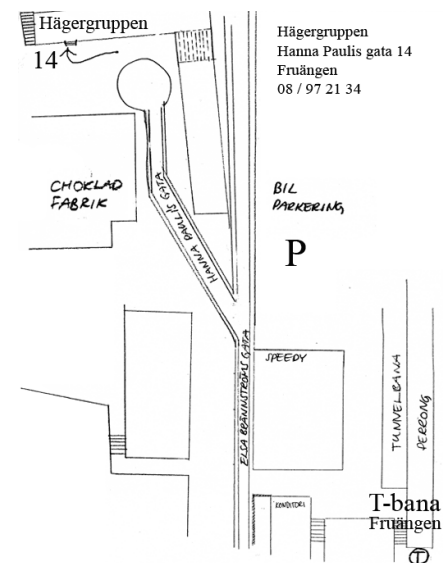 Hägergruppen
14
Hägergruppen
Hanna Paulis gata 14
Fruängen
08 / 97 21 34
CHOKLAD
FABRIK
HANNA PAULIS GATA
BIL
PARKERING
P
SPEEDY
ELSA BRÄNNSTRÖMS GATA
TUNNELBANA
PERRONG
KONDITORI
T-bana
Fruängen
T